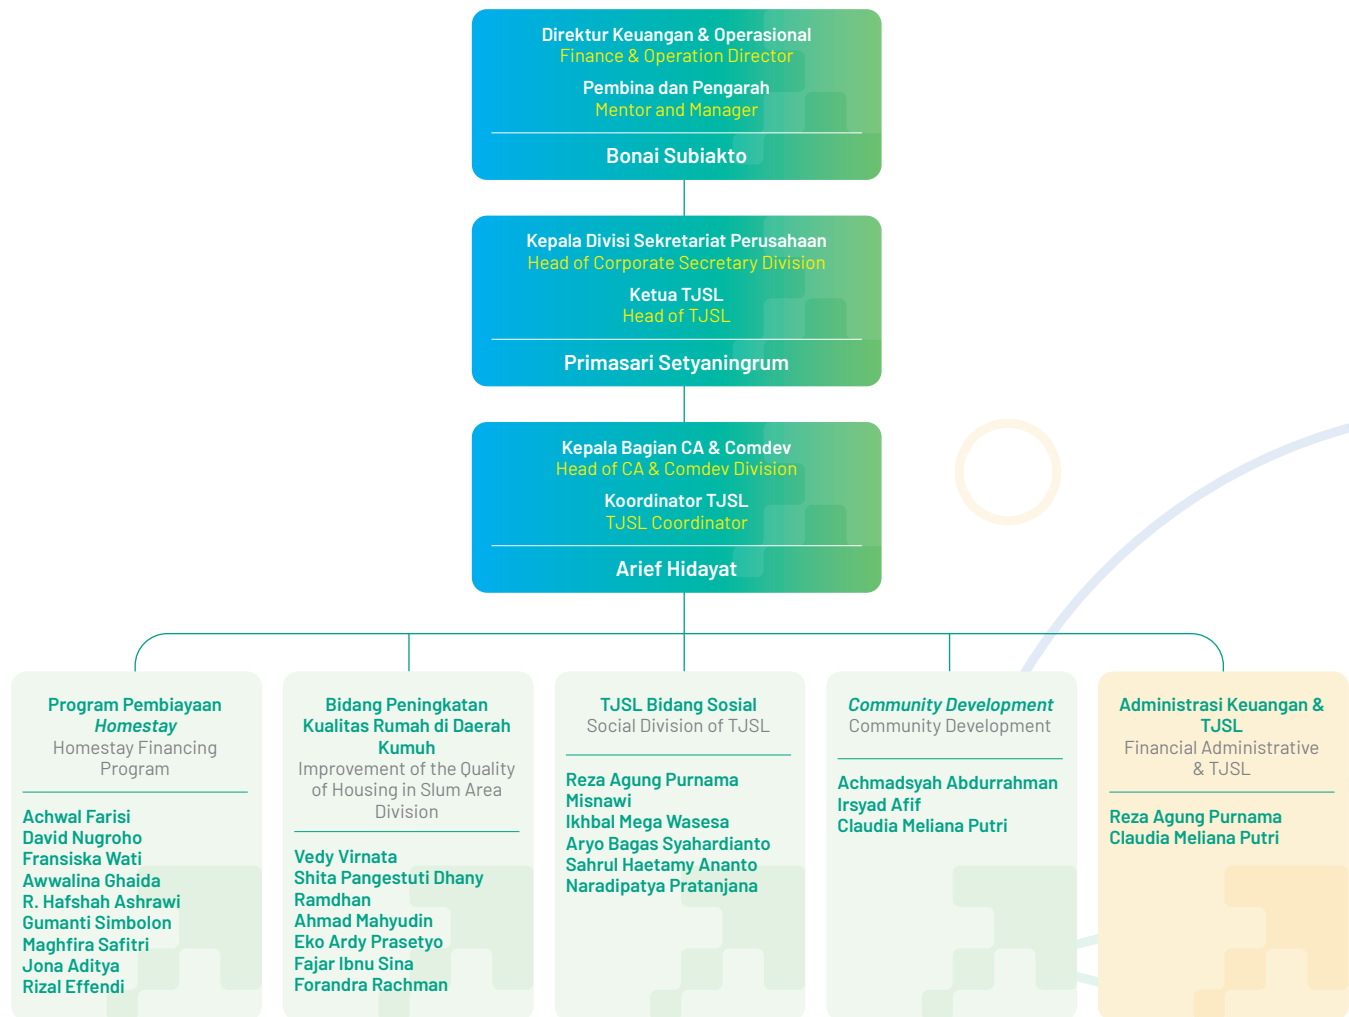 Direktur Keuangan & Operasional
Finance & Operation Director
Pembina dan Pengarah
Mentor and Manager
Bonai Subiakto
Kepala Divisi Sekretariat Perusahaan
Head of Corporate Secretary Division
Ketua TJSL
Head of TJSL
Primasari Setyaningrum
Kepala Bagian CA & Comdev
Head of CA & Comdev Division
Koordinator TJSL
TJSL Coordinator
Arief Hidayat
Program Pembiayaan
Homestay
Homestay Financing
Program
Achwal Farisi
David Nugroho
Fransiska Wati
Awwalina Ghaida
R. Hafshah Ashrawi
Gumanti Simbolon
Maghfira Safitri
Jona Aditya
Rizal Effendi
Bidang Peningkatan
Kualitas Rumah di Daerah
Kumuh
Improvement of the Quality
of Housing in Slum Area
Division
Vedy Virnata
Shita Pangestuti Dhany
Ramdhan
Ahmad Mahyudin
Eko Ardy Prasetyo
Fajar Ibnu Sina
Forandra Rachman
TJSL Bidang Sosial
Social Division of TJSL
Reza Agung Purnama
Misnawi
Ikhbal Mega Wasesa
Aryo Bagas Syahardianto
Sahrul Haetamy Ananto
Naradipatya Pratanjana
Community Development
Community Development
Achmadsyah Abdurrahman
Irsyad Afif
Claudia Meliana Putri
Administrasi Keuangan &
TJSL
Financial Administrative
& TJSL
Reza Agung Purnama
Claudia Meliana Putri